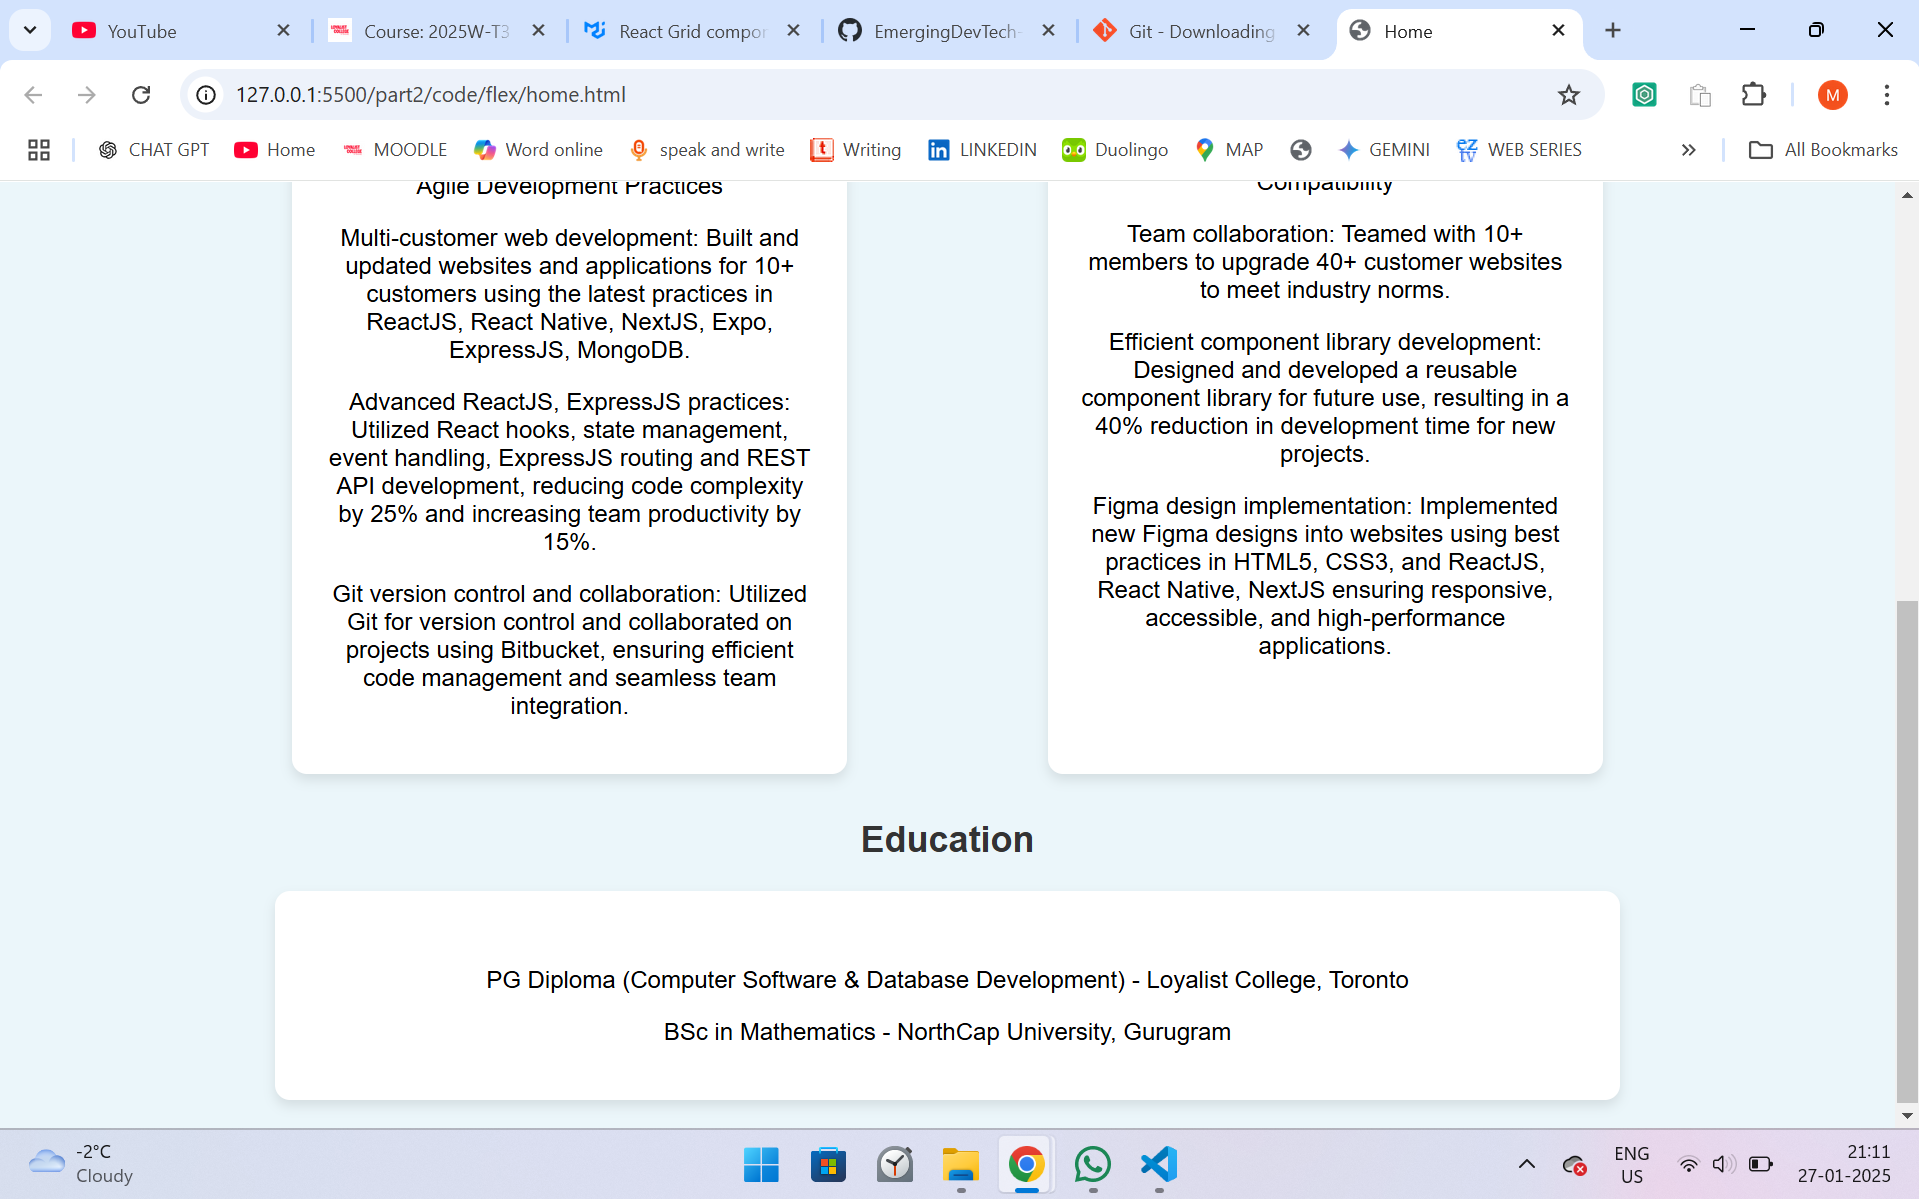 YouTube
Course: 2025W-T3
React Grid compor
EmergingDevTech-
Git - Downloading
Home
127.0.0.1:5500/part2/code/flex/home.html
M
CHAT GPT
Home
MOODLE
Word online
speak and write
Writing
LINKEDIN
Duolingo
MAP
GEMINI
WEB SERIES
All Bookmarks
Agile Development Practices
Multi-customer web development: Built and
updated websites and applications for 10+
customers using the latest practices in
ReactJS, React Native, NextJS, Expo,
ExpressJS, MongoDB.
Advanced ReactJS, ExpressJS practices:
Utilized React hooks, state management,
event handling, ExpressJS routing and REST
API development, reducing code complexity
by 25% and increasing team productivity by
15%.
Git version control and collaboration: Utilized
Git for version control and collaborated on
projects using Bitbucket, ensuring efficient
code management and seamless team
integration.
Compatibility
Team collaboration: Teamed with 10+
members to upgrade 40+ customer websites
to meet industry norms.
Efficient component library development:
Designed and developed a reusable
component library for future use, resulting in a
40% reduction in development time for new
projects.
Figma design implementation: Implemented
new Figma designs into websites using best
practices in HTML5, CSS3, and ReactJS,
React Native, NextJS ensuring responsive,
accessible, and high-performance
applications.
Education
PG Diploma (Computer Software & Database Development) - Loyalist College, Toronto
BSc in Mathematics - NorthCap University, Gurugram
-2°C
Cloudy
ENG
US
21:11
27-01-2025